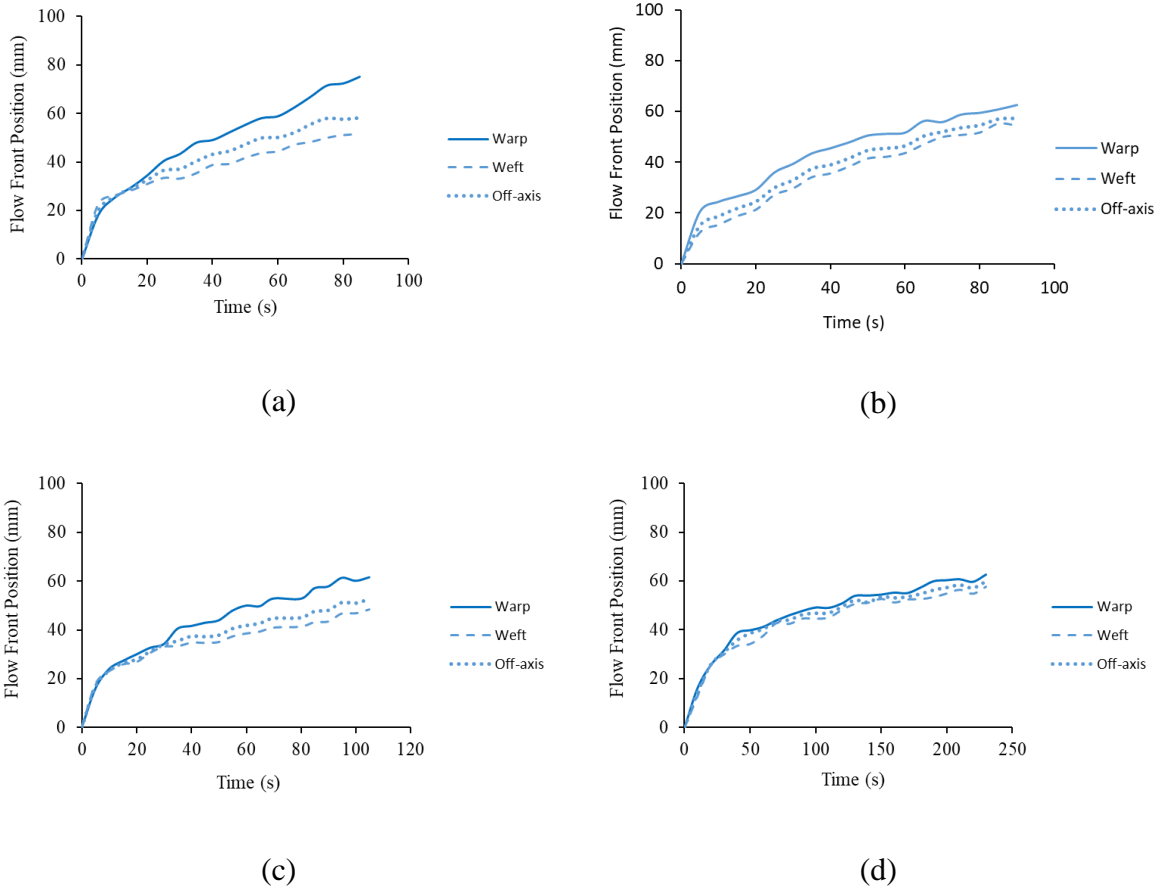 Flow Front Position (mm)
100
80
60
40
20
0
0 20 40 60 80 100
Time (s)
Warp
Weft
Off-axis
(a)
Flow Front Position (mm)
100
80
60
40
20
0
0 20 40 60 80 100
Time (s)
Warp
Weft
Off-axis
(b)
Flow Front Position (mm)
100
80
60
40
20
0
0 20 40 60 80 100 120
Time (s)
Warp
Weft
Off-axis
(c)
Flow Front Position (mm)
100
80
60
40
20
0
0 50 100 150 200 250
Time (s)
Warp
Weft
Off-axis
(d)